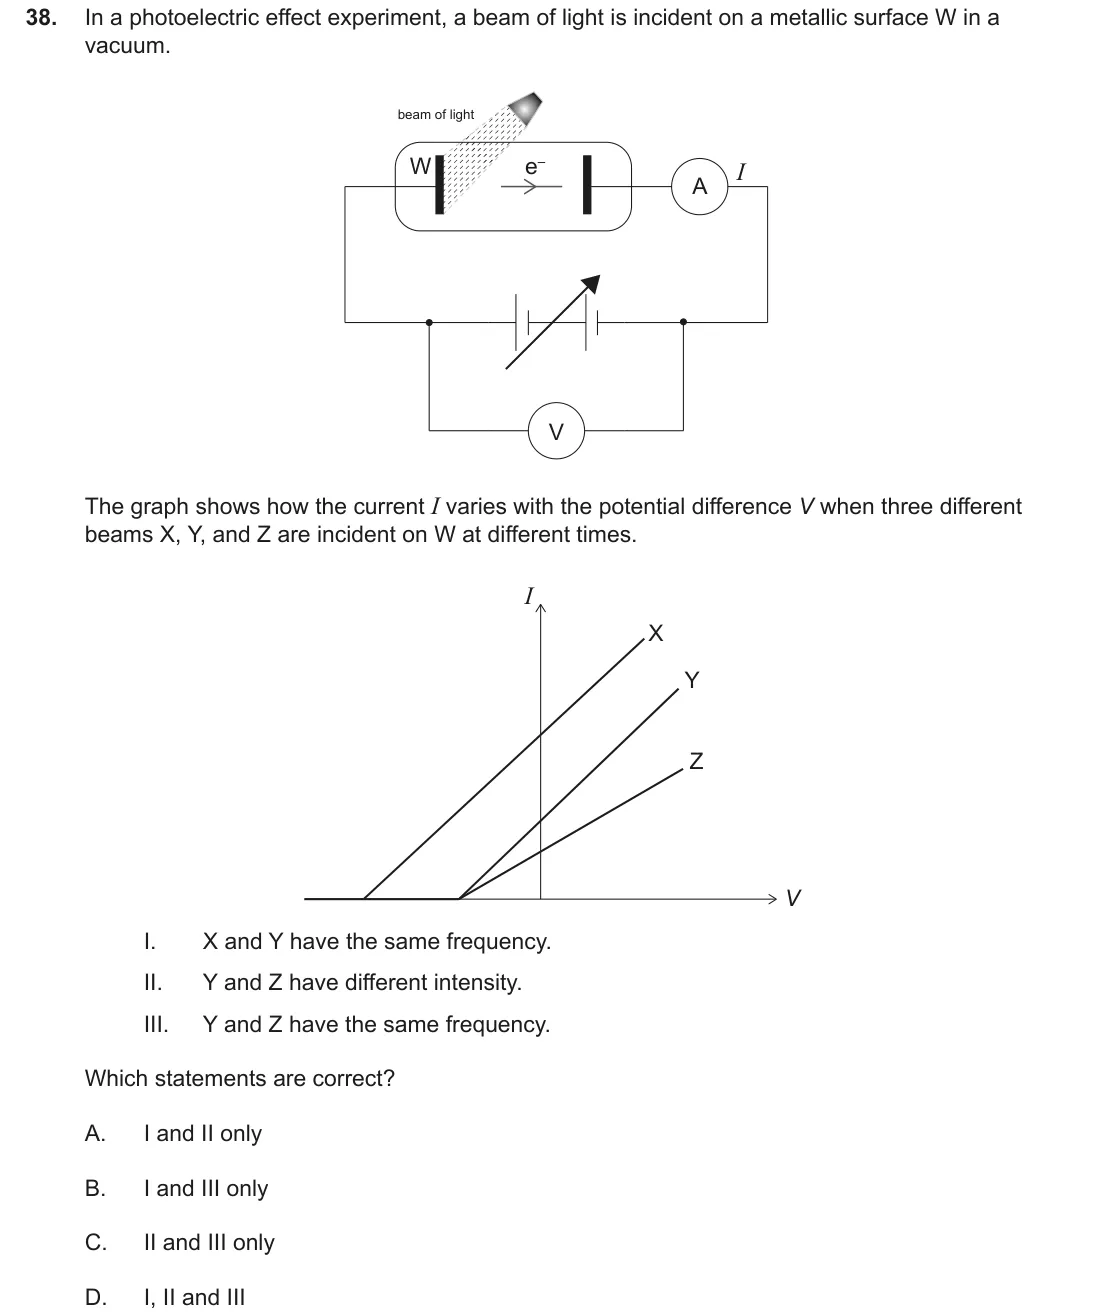 38. In a photoelectric effect experiment, a beam of light is incident on a metallic surface W in a
vacuum.
beam of light
W
e–
A
I
V
The graph shows how the current I varies with the potential difference V when three different
beams X, Y, and Z are incident on W at different times.
I
X
Y
Z
V
I. X and Y have the same frequency.
II. Y and Z have different intensity.
III. Y and Z have the same frequency.
Which statements are correct?
A. I and II only
B. I and III only
C. II and III only
D. I, II and III